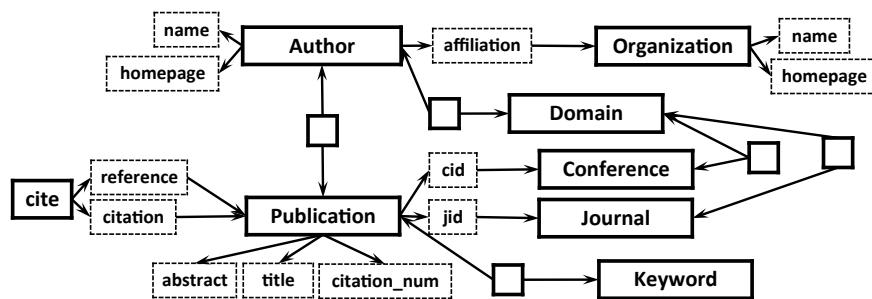 name
Author
affiliation
Organization
name
homepage
homepage
Domain
reference
cid
Conference
cite
citation
Publication
jid
Journal
abstract
title
citation_num
Keyword